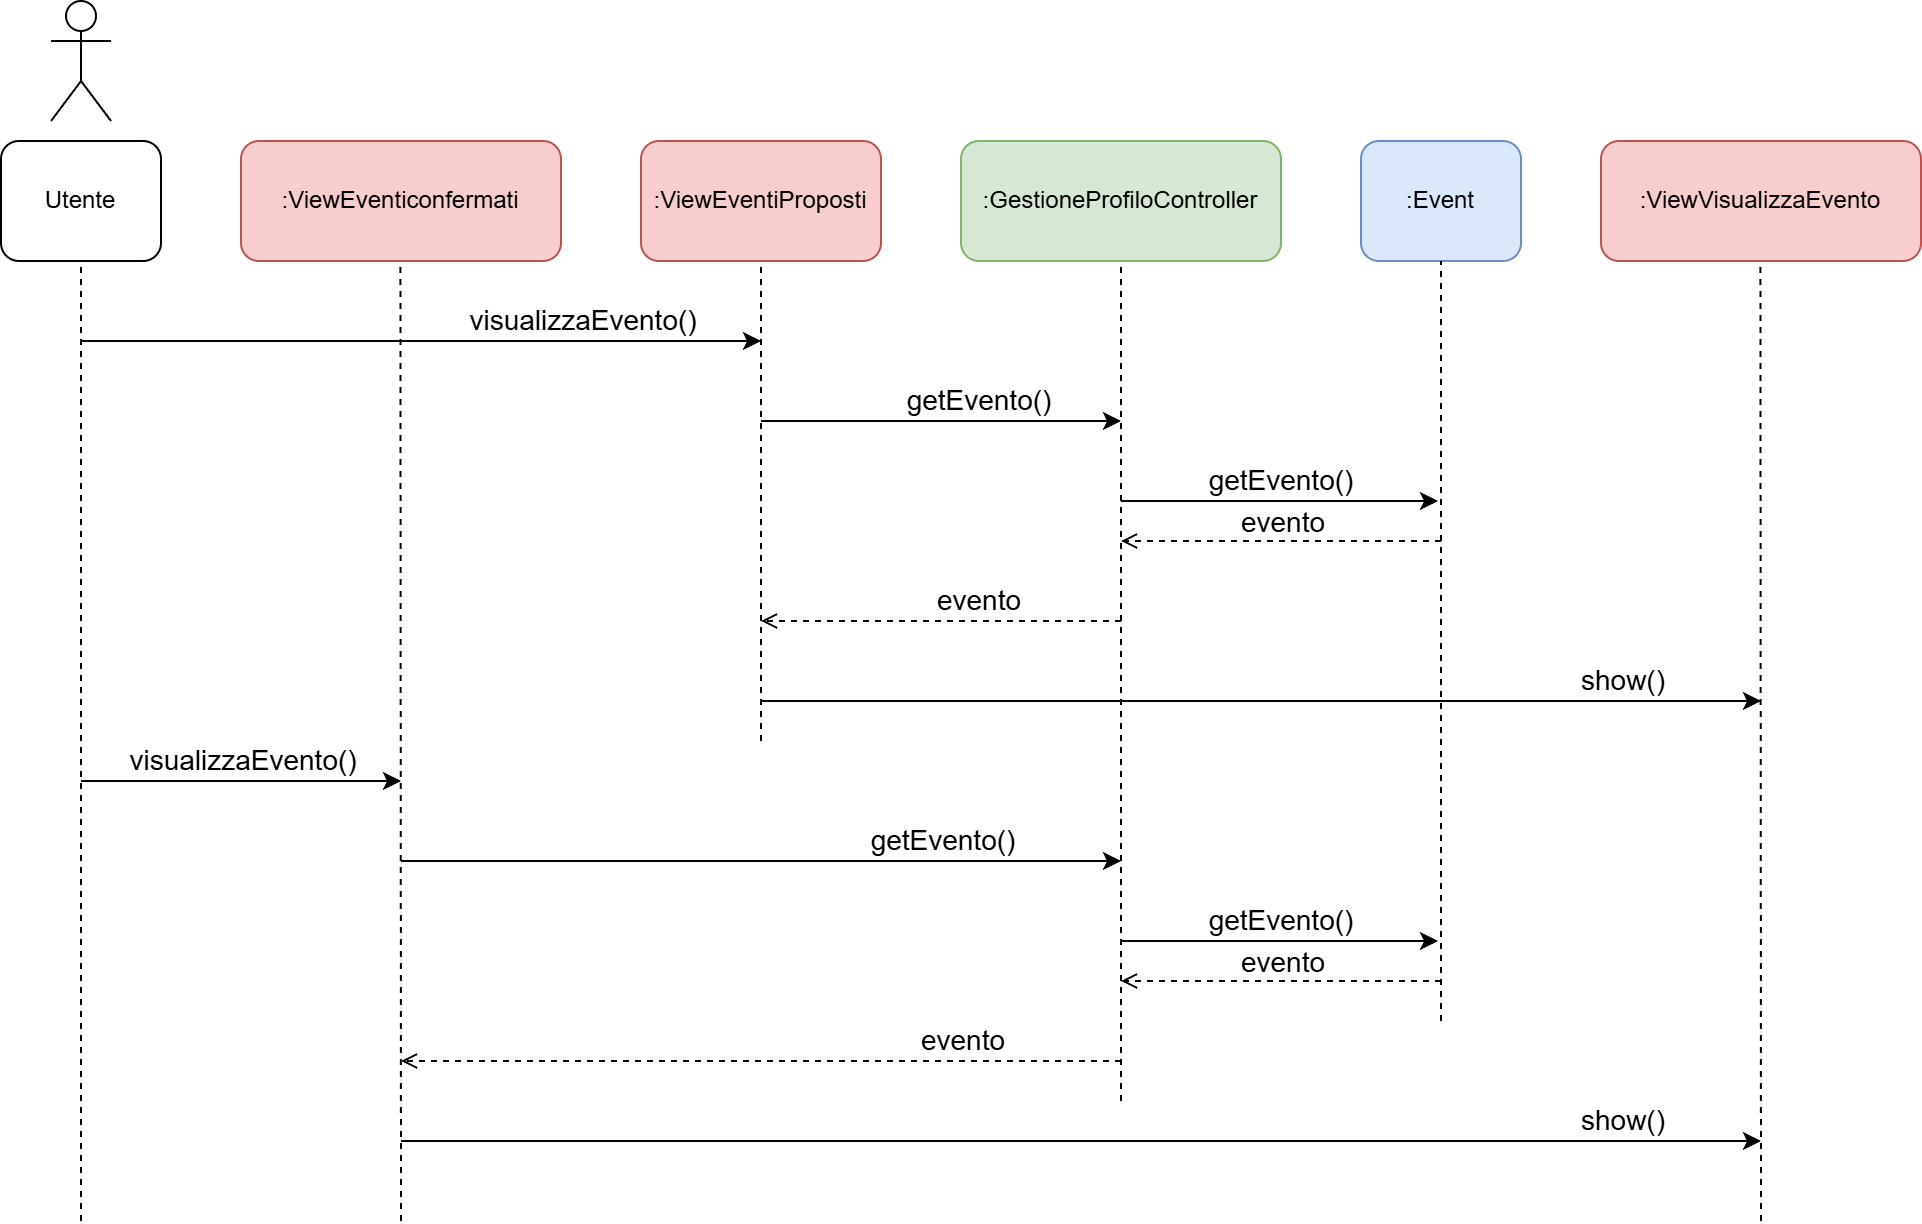 Utente
:ViewEventiconfermati
:ViewEventiProposti
:GestioneProfiloController
:Event
:ViewVisualizzaEvento
visualizzaEvento()
getEvento()
getEvento()
evento
evento
show()
visualizzaEvento()
getEvento()
getEvento()
evento
evento
show()